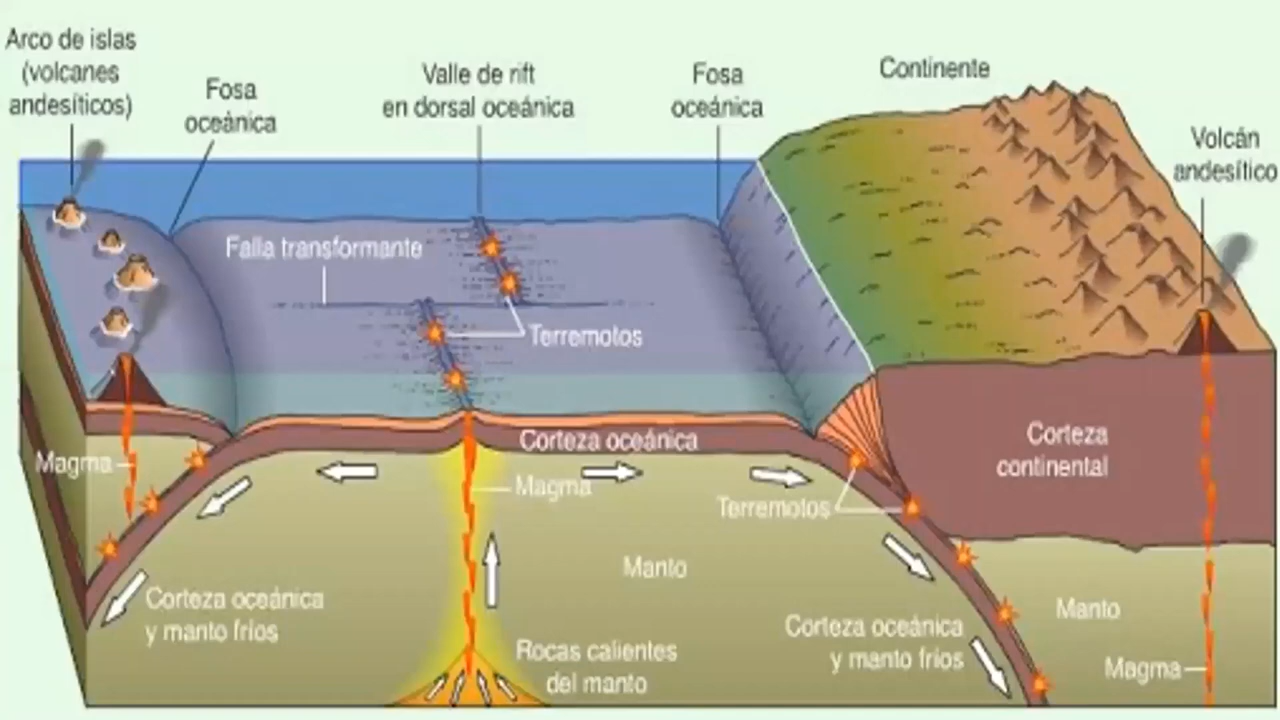 Arco de islas
(volcanes
andesíticos)
Fosa
oceánica
Valle de rift
en dorsal oceánica
Fosa
oceánica
Continente
Volcán
andesítico
Falla transformante
Terremotos
Corteza oceánica
Corteza
continental
Magma
Magma
Terremotos
Manto
Corteza oceánica
y manto fríos
Manto
Corteza oceánica
y manto fríos
Rocas calientes
del manto
Magma